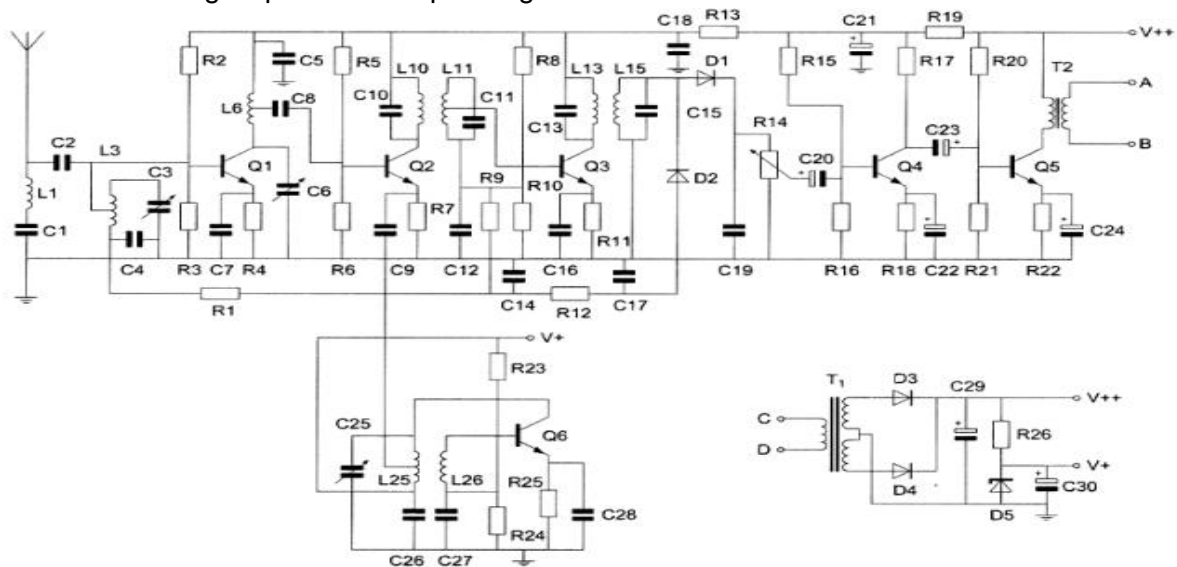 C18 R13 C21 R19
V++
R2 C5 R5 L10 L11 R8 L13 L15 D1 R15 R17 R20 T2
A
L6 C8 C10 C11 C13 C15 R14
B
C2 L3 C3 Q1 Q2 Q3 C20 C23 Q4 Q5
L1 C6 R9 R10 D2
C1 R7 R11 C24
C4 R3 C7 R4 R6 C9 C12 C16 C19 R16 R18 C22 R21 R22
R1 C14 R12 C17
V+
R23
T1 D3 C29 V++
C25 Q6 C R26
D V+
L25 L26 R25 D4 C30
C28 D5
R24
C26 C27